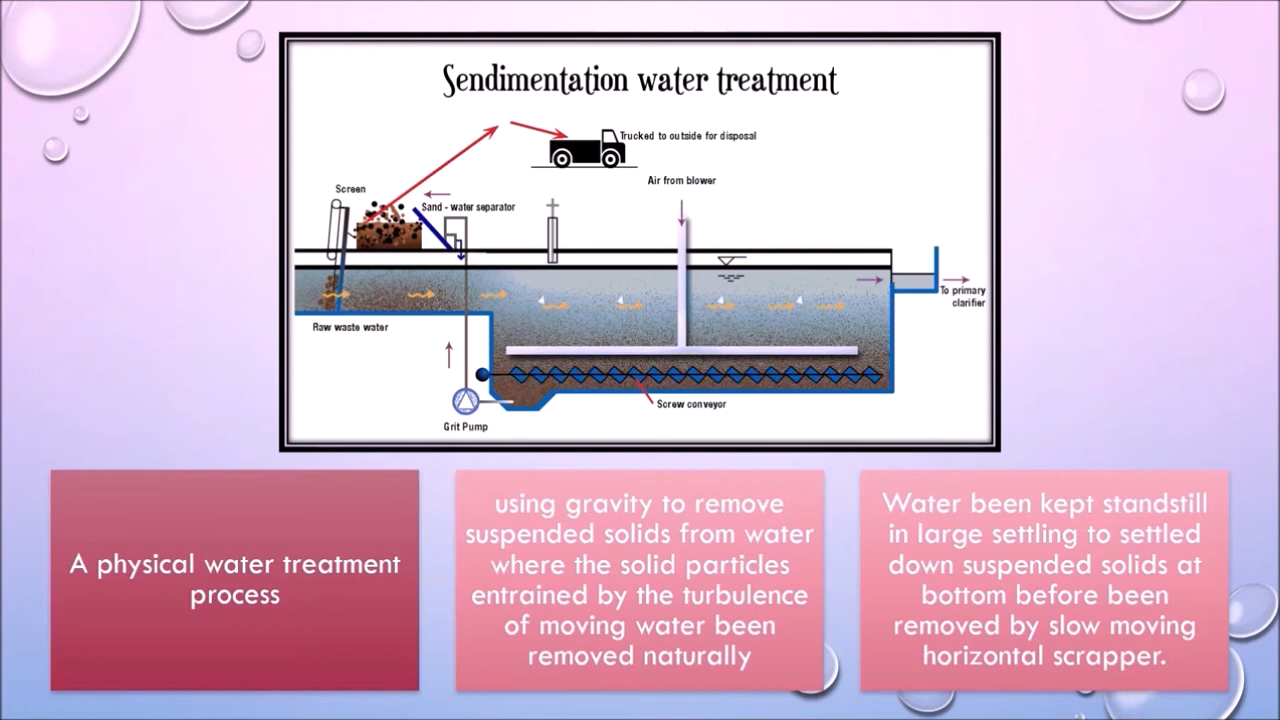 Sendimentation water treatment
Trucked to outside for disposal
Air from blower
Screen
Sand - water separator
To primary
clarifier
Raw waste water
Screw conveyor
Grit Pump
A physical water treatment
process
using gravity to remove
suspended solids from water
where the solid particles
entrained by the turbulence
of moving water been
removed naturally
Water been kept standstill
in large settling to settled
down suspended solids at
bottom before been
removed by slow moving
horizontal scrapper.